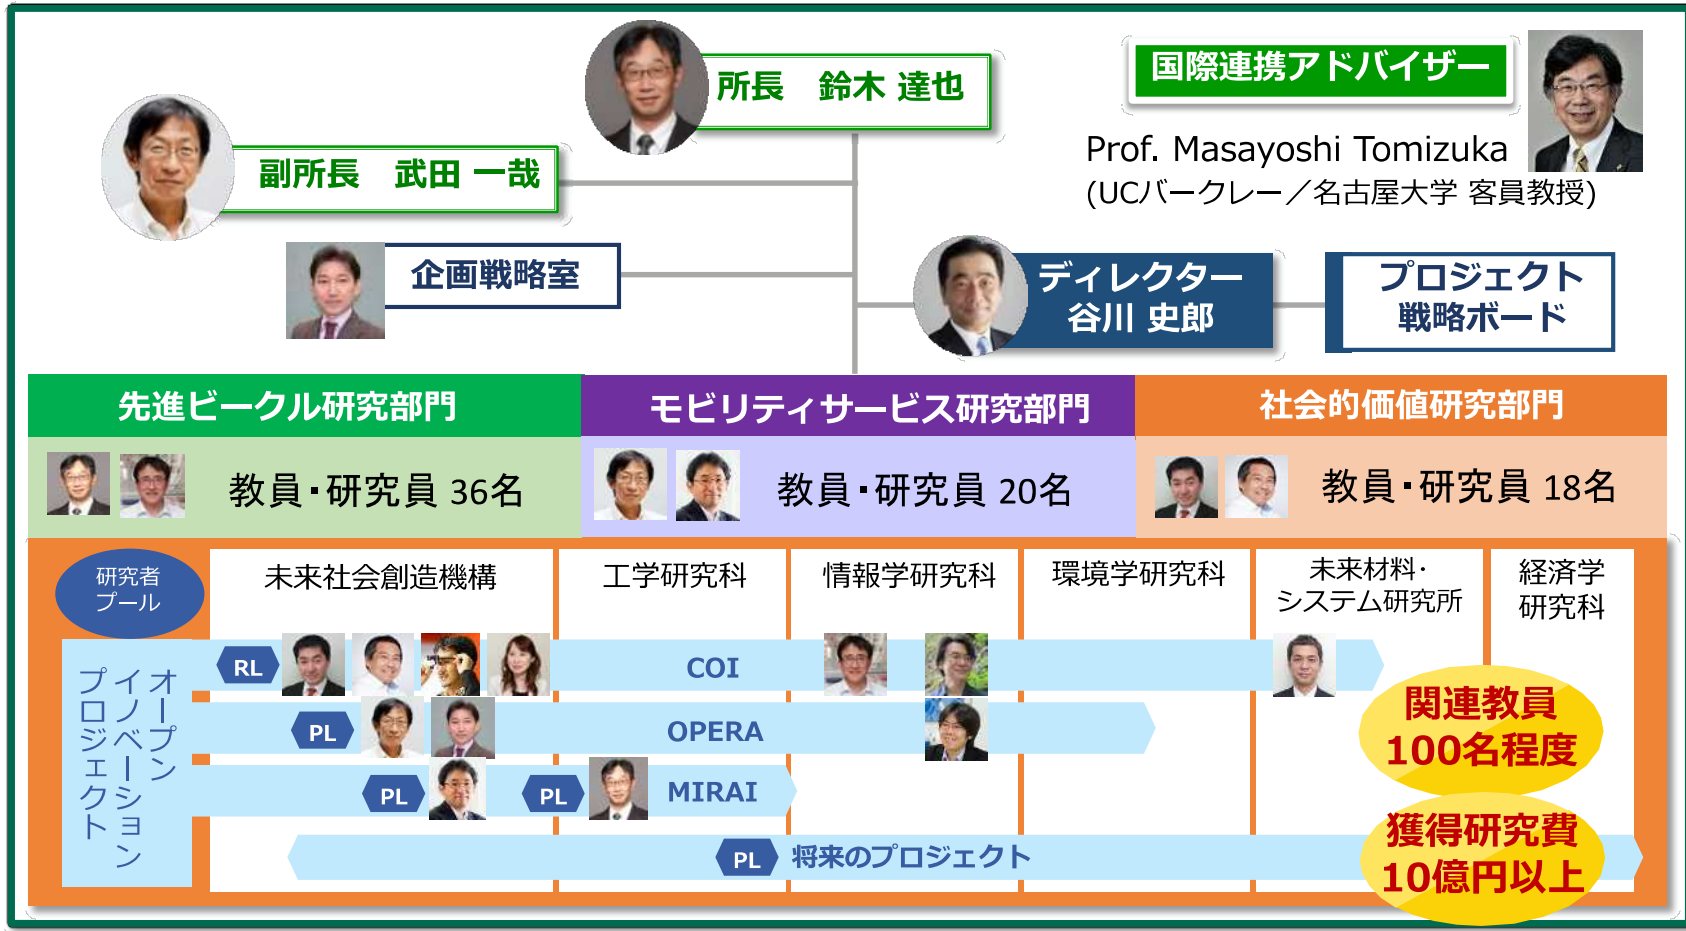 所長　鈴木 達也
国際連携アドバイザー
Prof. Masayoshi Tomizuka
(UCバークレー／名古屋大学 客員教授)
副所長　武田 一哉
企画戦略室
ディレクター
谷川 史郎
プロジェクト
戦略ボード
先進ビークル研究部門
モビリティサービス研究部門
社会的価値研究部門
教員・研究員 36名
教員・研究員 20名
教員・研究員 18名
研究者
プール
未来社会創造機構
工学研究科
情報学研究科
環境学研究科
未来材料・
システム研究所
経済学
研究科
オープン
イノベーション
プロジェクト
RL
COI
PL
OPERA
PL
PL
MIRAI
PL
将来のプロジェクト
関連教員
100名程度
獲得研究費
10億円以上